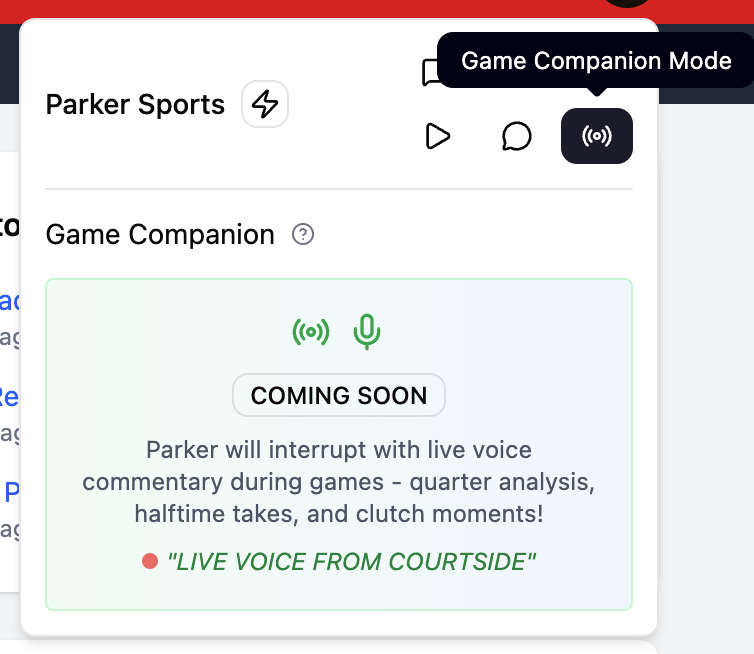 Game Companion Mode
Parker Sports
Game Companion
COMING SOON
Parker will interrupt with live voice
commentary during games - quarter analysis,
halftime takes, and clutch moments!
"LIVE VOICE FROM COURTSIDE"